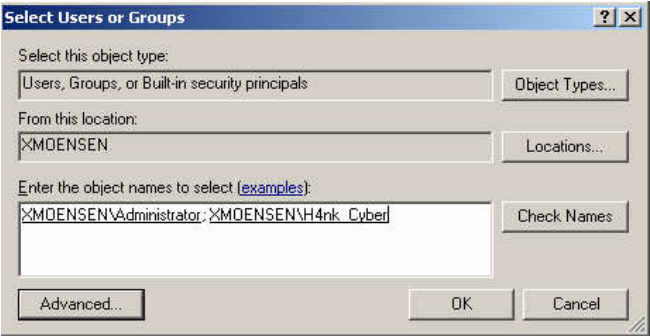 Select Users or Groups
Select this object type:
Users, Groups, or Built-in security principals
Object Types...
From this location:
XMOENSEN
Locations...
Enter the object names to select (examples):
XMOENSEN\Administrator; XMOENSEN\H4nk_Cyber
Check Names
Advanced...
OK
Cancel